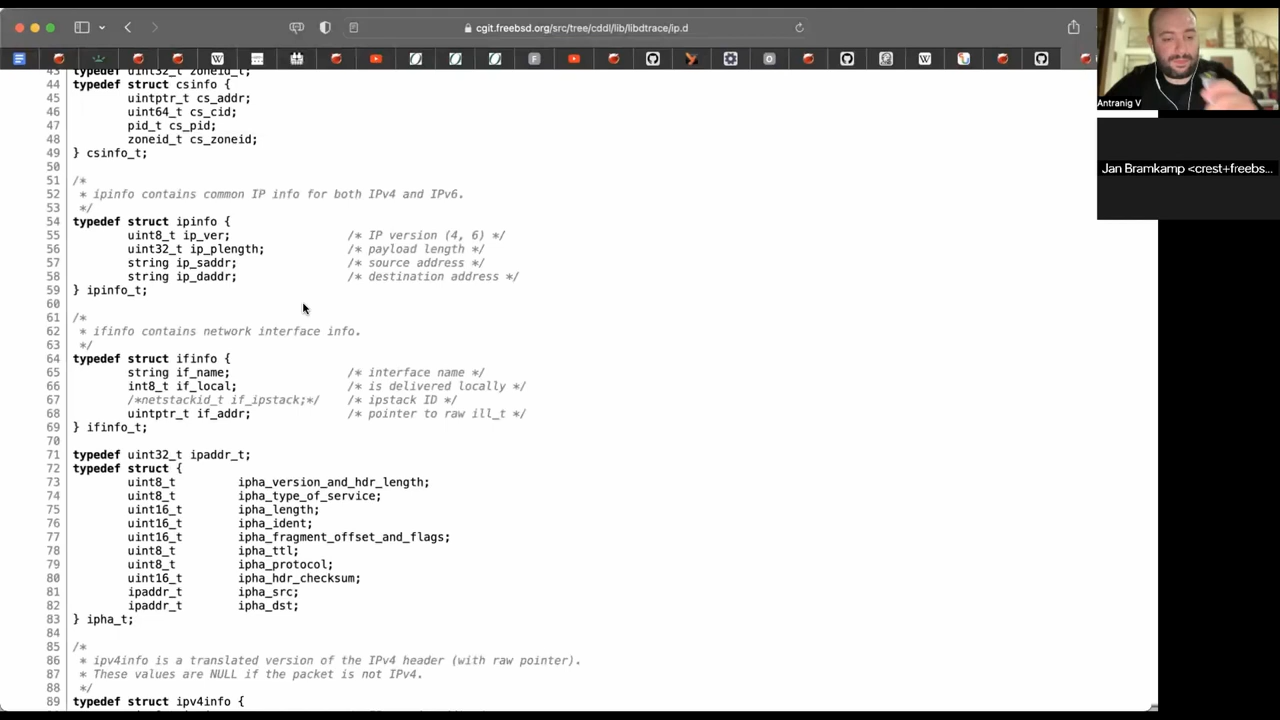 cgit.freebsd.org/src/tree/cddl/lib/libdtrace/ip.d
43 typedef uint32_t zoneid_t;
44 typedef struct csinfo {
45 uintptr_t cs_addr;
46 uint64_t cs_cid;
47 pid_t cs_pid;
48 zoneid_t cs_zoneid;
49 } csinfo_t;
50
51 /*
52 * ipinfo contains common IP info for both IPv4 and IPv6.
53 */
54 typedef struct ipinfo {
55 uint8_t ip_ver; /* IP version (4, 6) */
56 uint32_t ip_plength; /* payload length */
57 string ip_saddr; /* source address */
58 string ip_daddr; /* destination address */
59 } ipinfo_t;
60
61 /*
62 * ifinfo contains network interface info.
63 */
64 typedef struct ifinfo {
65 string if_name; /* interface name */
66 int8_t if_local; /* is delivered locally */
67 /*netstackid_t if_ipstack;*/ /* ipstack ID */
68 uintptr_t if_addr; /* pointer to raw ill_t */
69 } ifinfo_t;
70
71 typedef uint32_t ipaddr_t;
72 typedef struct {
73 uint8_t ipha_version_and_hdr_length;
74 uint8_t ipha_type_of_service;
75 uint16_t ipha_length;
76 uint16_t ipha_ident;
77 uint16_t ipha_fragment_offset_and_flags;
78 uint8_t ipha_ttl;
79 uint8_t ipha_protocol;
80 uint16_t ipha_hdr_checksum;
81 ipaddr_t ipha_src;
82 ipaddr_t ipha_dst;
83 } ipha_t;
84
85 /*
86 * ipv4info is a translated version of the IPv4 header (with raw pointer).
87 * These values are NULL if the packet is not IPv4.
88 */
89 typedef struct ipv4info {
Antranig V
Jan Bramkamp <crest+freebs...